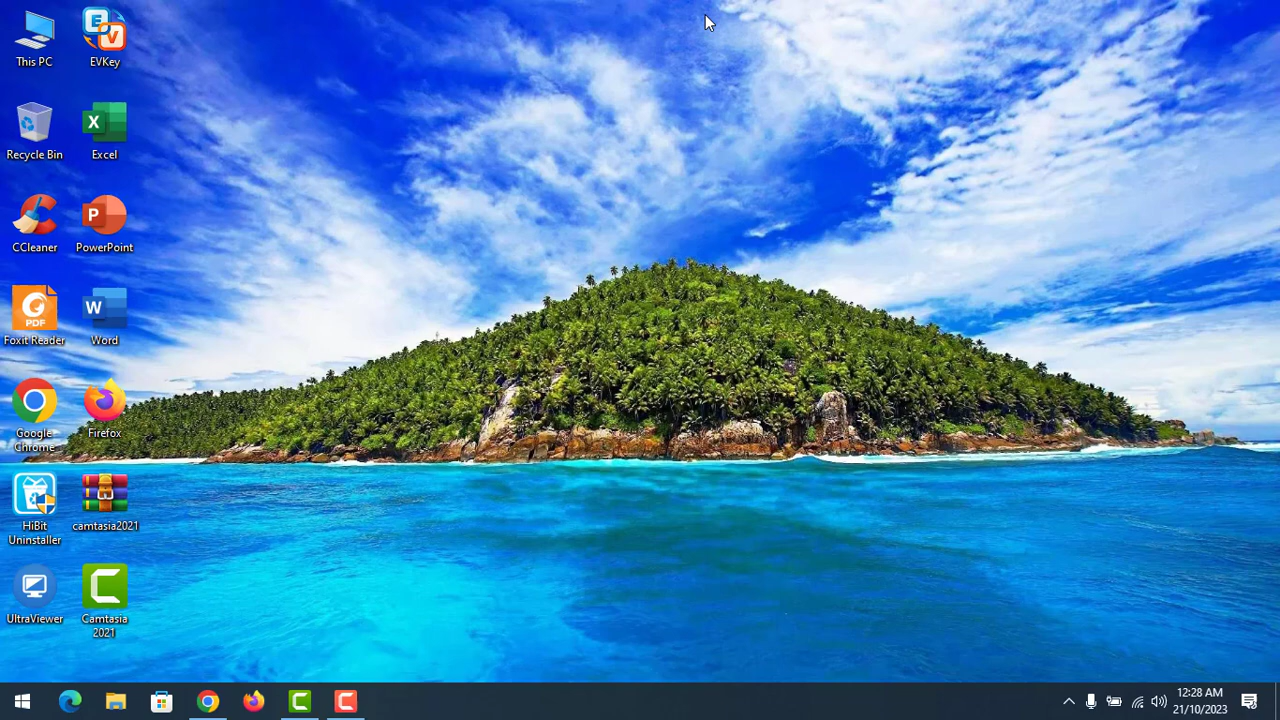 This PC
EVKey
Recycle Bin
Excel
CCleaner
PowerPoint
PDF
Foxit Reader
Word
Google
Chrome
Firefox
HiBit
Uninstaller
camtasia2021
UltraViewer
Camtasia
2021
12:28 AM
21/10/2023